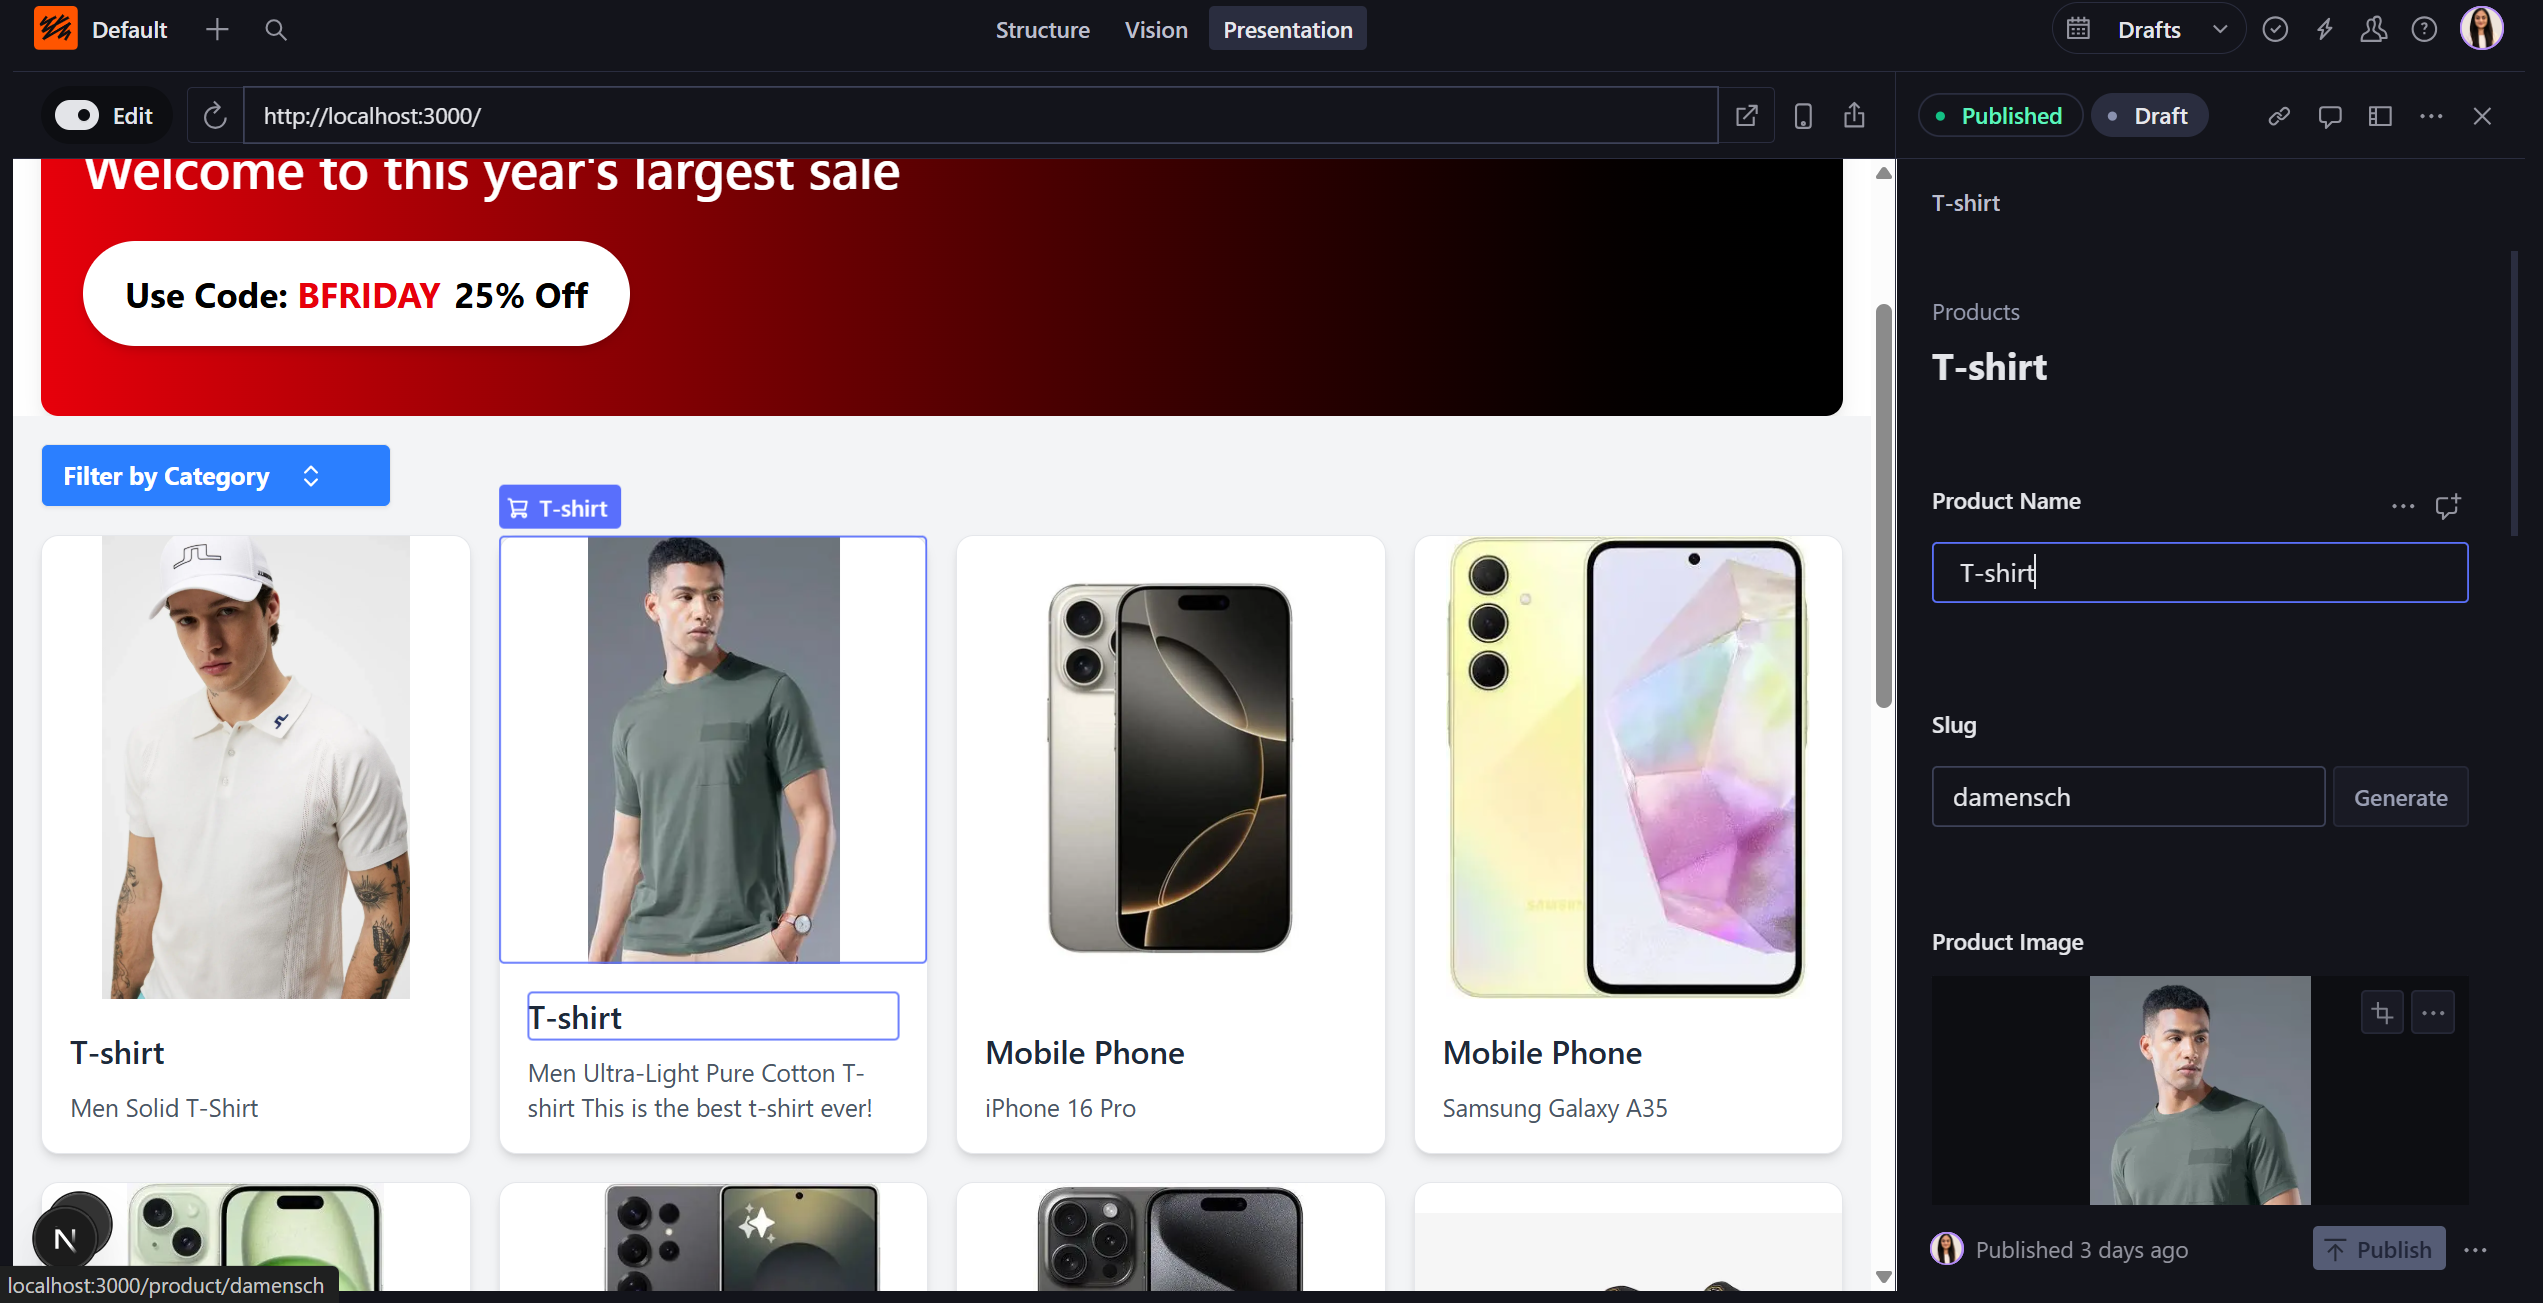 Default
Structure
Vision
Presentation
Drafts
Edit
http://localhost:3000/
Published
Draft
Welcome to this year's largest sale
Use Code: BFRIDAY 25% Off
Filter by Category
T-shirt
T-shirt
Men Solid T-Shirt
T-shirt
Men Ultra-Light Pure Cotton T-
shirt This is the best t-shirt ever!
SAMSUNG
Mobile Phone
iPhone 16 Pro
Mobile Phone
Samsung Galaxy A35
N
localhost:3000/product/damensch
T-shirt
Products
T-shirt
Product Name
T-shirt
Slug
damensch
Generate
Product Image
Published 3 days ago
Publish